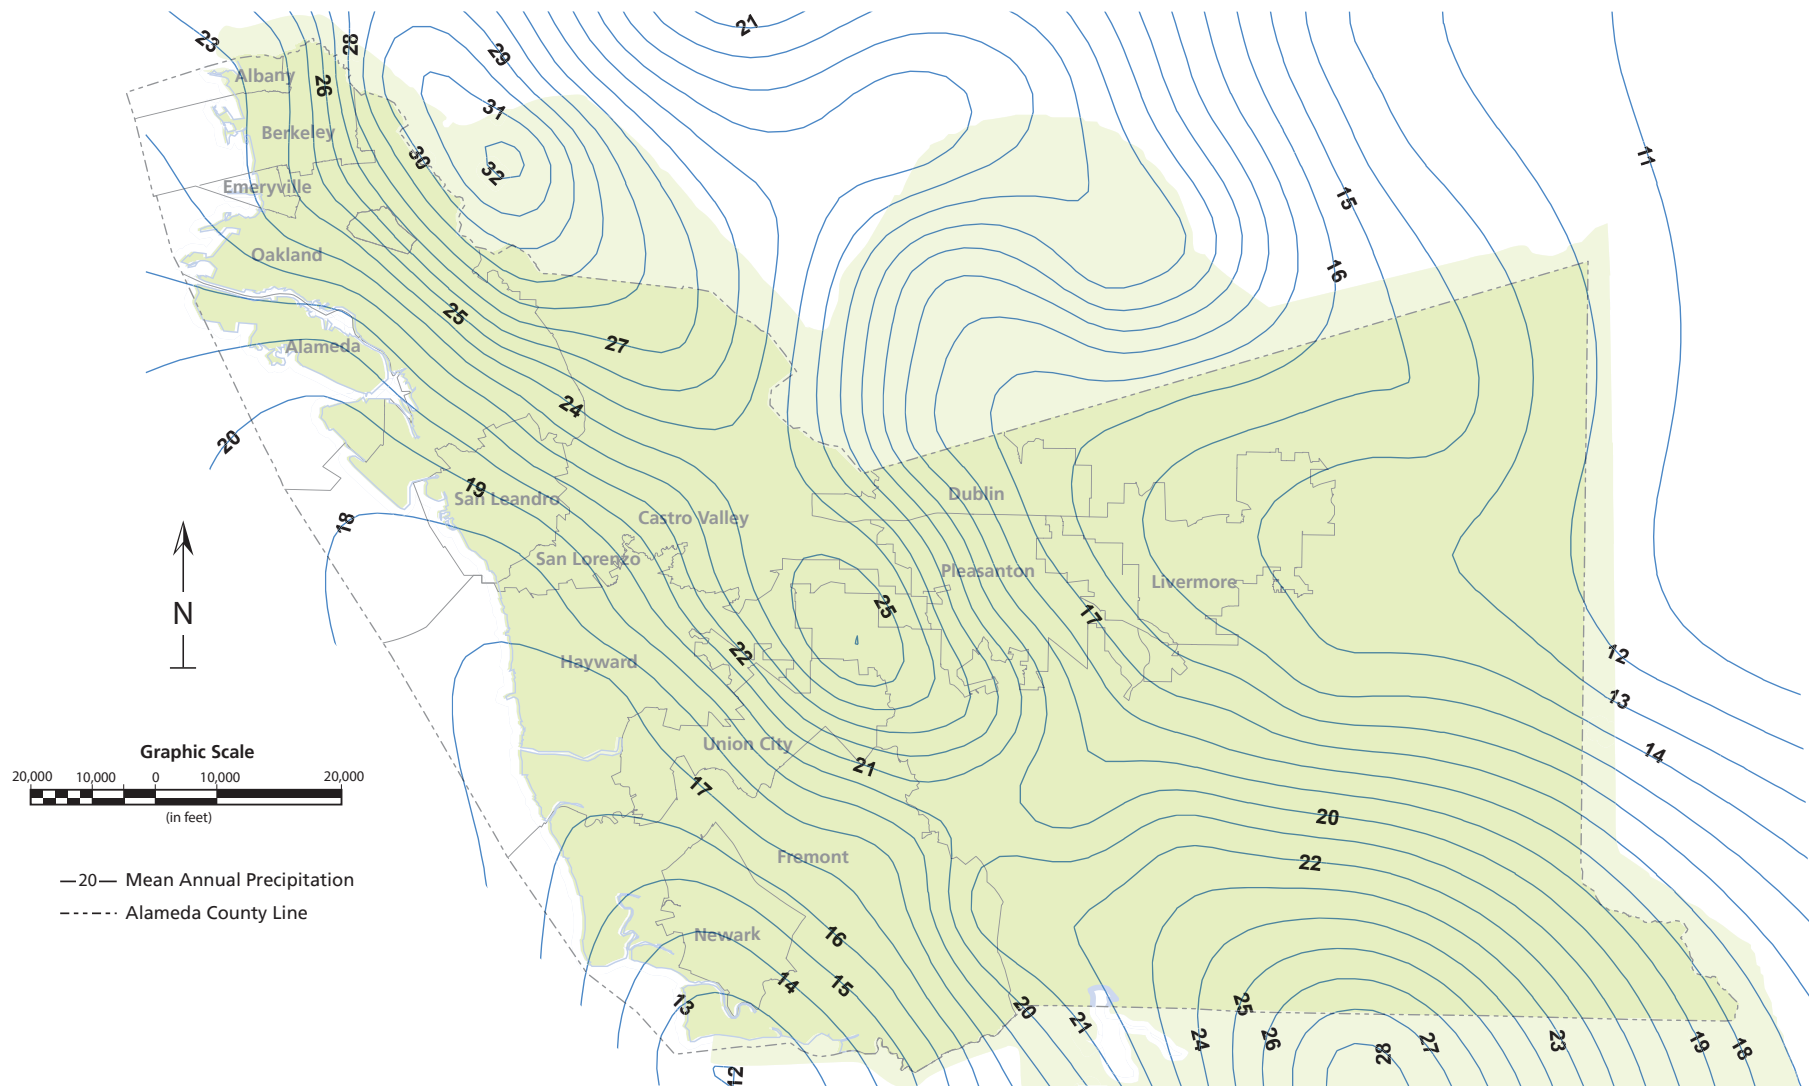 21
23
28
29
Albany
26
31
Berkeley
30
11
32
Emeryville
15
Oakland
16
25
Alameda
27
24
20
19
San Leandro
Dublin
18
Castro Valley
San Lorenzo
Pleasanton
Livermore
25
17
N
22
Hayward
12
13
Union City
14
Graphic Scale
20,000 10,000 0 10,000 20,000
(in feet)
21
17
20
Fremont
22
—20— Mean Annual Precipitation
Alameda County Line
Newark
16
14
15
13
20
21
25
24
26
28
27
23
19
18
12